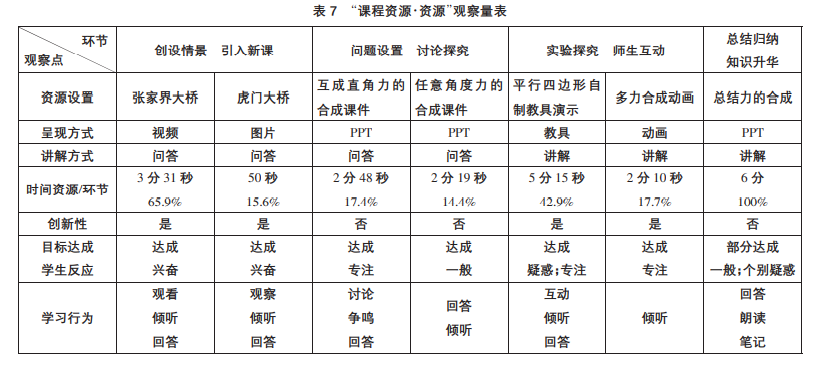 表 7 “课程资源·资源”观察量表
环节
观察点
创设情景 引入新课
问题设置 讨论探究
实验探究 师生互动
总结归纳
知识升华
资源设置
张家界大桥
虎门大桥
互成直角力的
合成课件
任意角度力的
合成课件
平行四边形自
制教具演示
多力合成动画
总结力的合成
呈现方式 视频 图片 PPT PPT 教具 动画 PPT
讲解方式 问答 问答 问答 问答 讲解 讲解 讲解
时间资源/环节
3 分 31 秒 50 秒 2 分 48 秒 2 分 19 秒 5 分 15 秒 2 分 10 秒 6 分
65.9% 15.6% 17.4% 14.4% 42.9% 17.7% 100%
创新性 是 是 否 否 是 是 否
目标达成 达成 达成 达成 达成 达成 达成 部分达成
学生反应 兴奋 兴奋 专注 一般 疑惑;专注 专注 一般;个别疑惑
学习行为
观看
倾听
回答
观察
倾听
回答
讨论
争鸣
回答
回答
倾听
互动
倾听
回答
倾听
回答
朗读
笔记